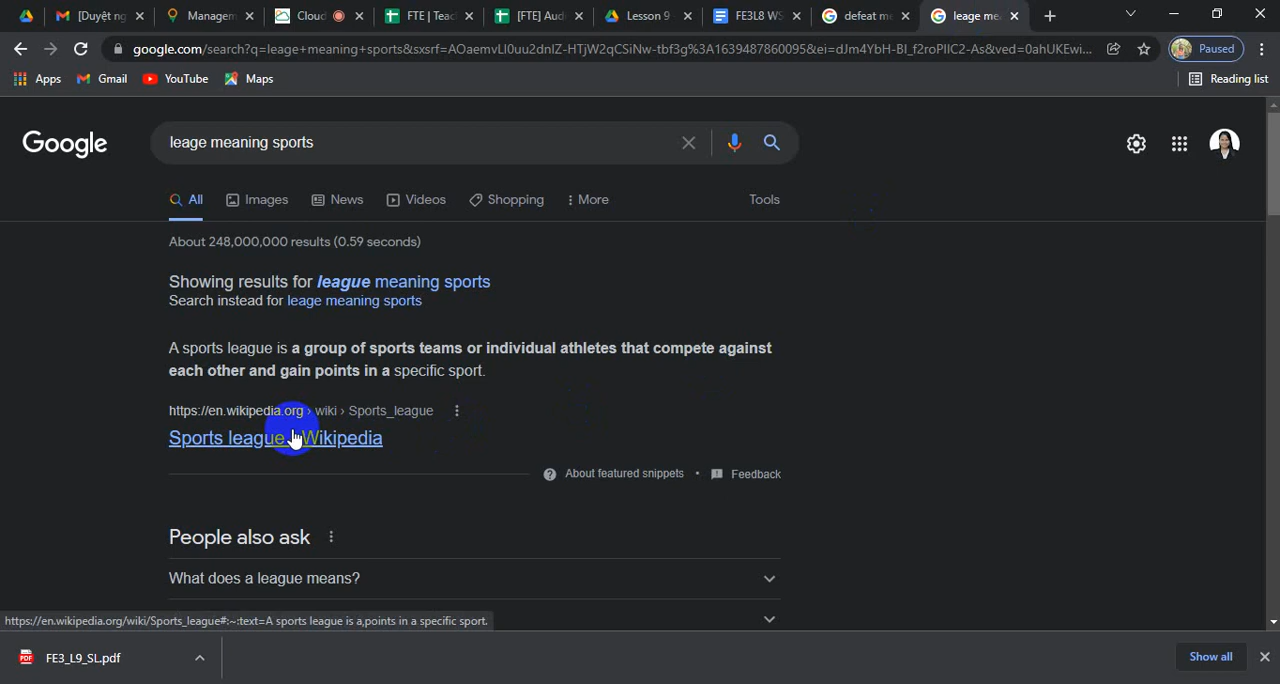 [Duyệt ng
Managem
Cloud
FTE | Teac
[FTE] Aud
Lesson 9 -
FE3L8 WS
defeat me
leage mea
google.com/search?q=leage+meaning+sports&sxsrf=AOaemvLI0uu2dnIZ-HTjW2qCSiNw-tbf3g%3A1639487860095&ei=dJm4YbH-BI_f2roPlIC2-As&ved=0ahUKEwi...
Paused
Apps
Gmail
YouTube
Maps
Reading list
Google
leage meaning sports
All
Images
News
Videos
Shopping
More
Tools
About 248,000,000 results (0.59 seconds)
Showing results for league meaning sports
Search instead for leage meaning sports
A sports league is a group of sports teams or individual athletes that compete against
each other and gain points in a specific sport.
https://en.wikipedia.org › wiki › Sports_league
Sports league - Wikipedia
About featured snippets • Feedback
People also ask
What does a league means?
https://en.wikipedia.org/wiki/Sports_league#:~:text=A sports league is a,points in a specific sport.
FE3_L9_SL.pdf
Show all